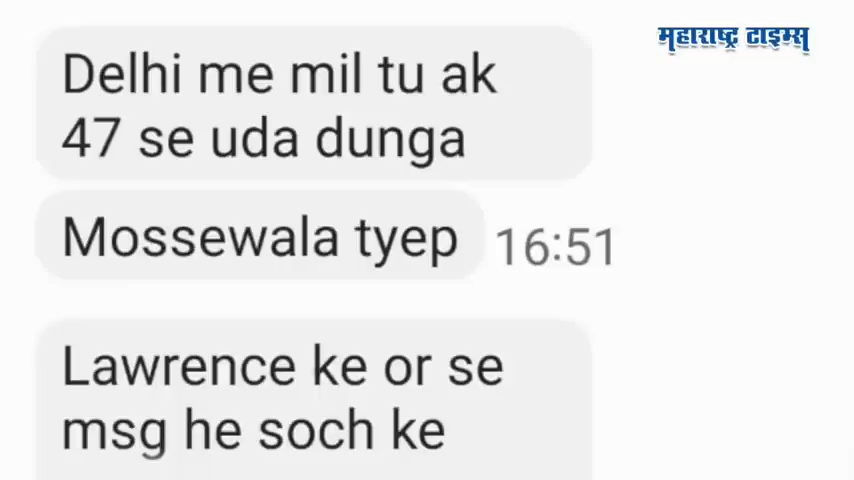 महाराष्ट्र टाइम्स
Delhi me mil tu ak
47 se uda dunga
Mossewala tyep
16:51
Lawrence ke or se
msg he soch ke